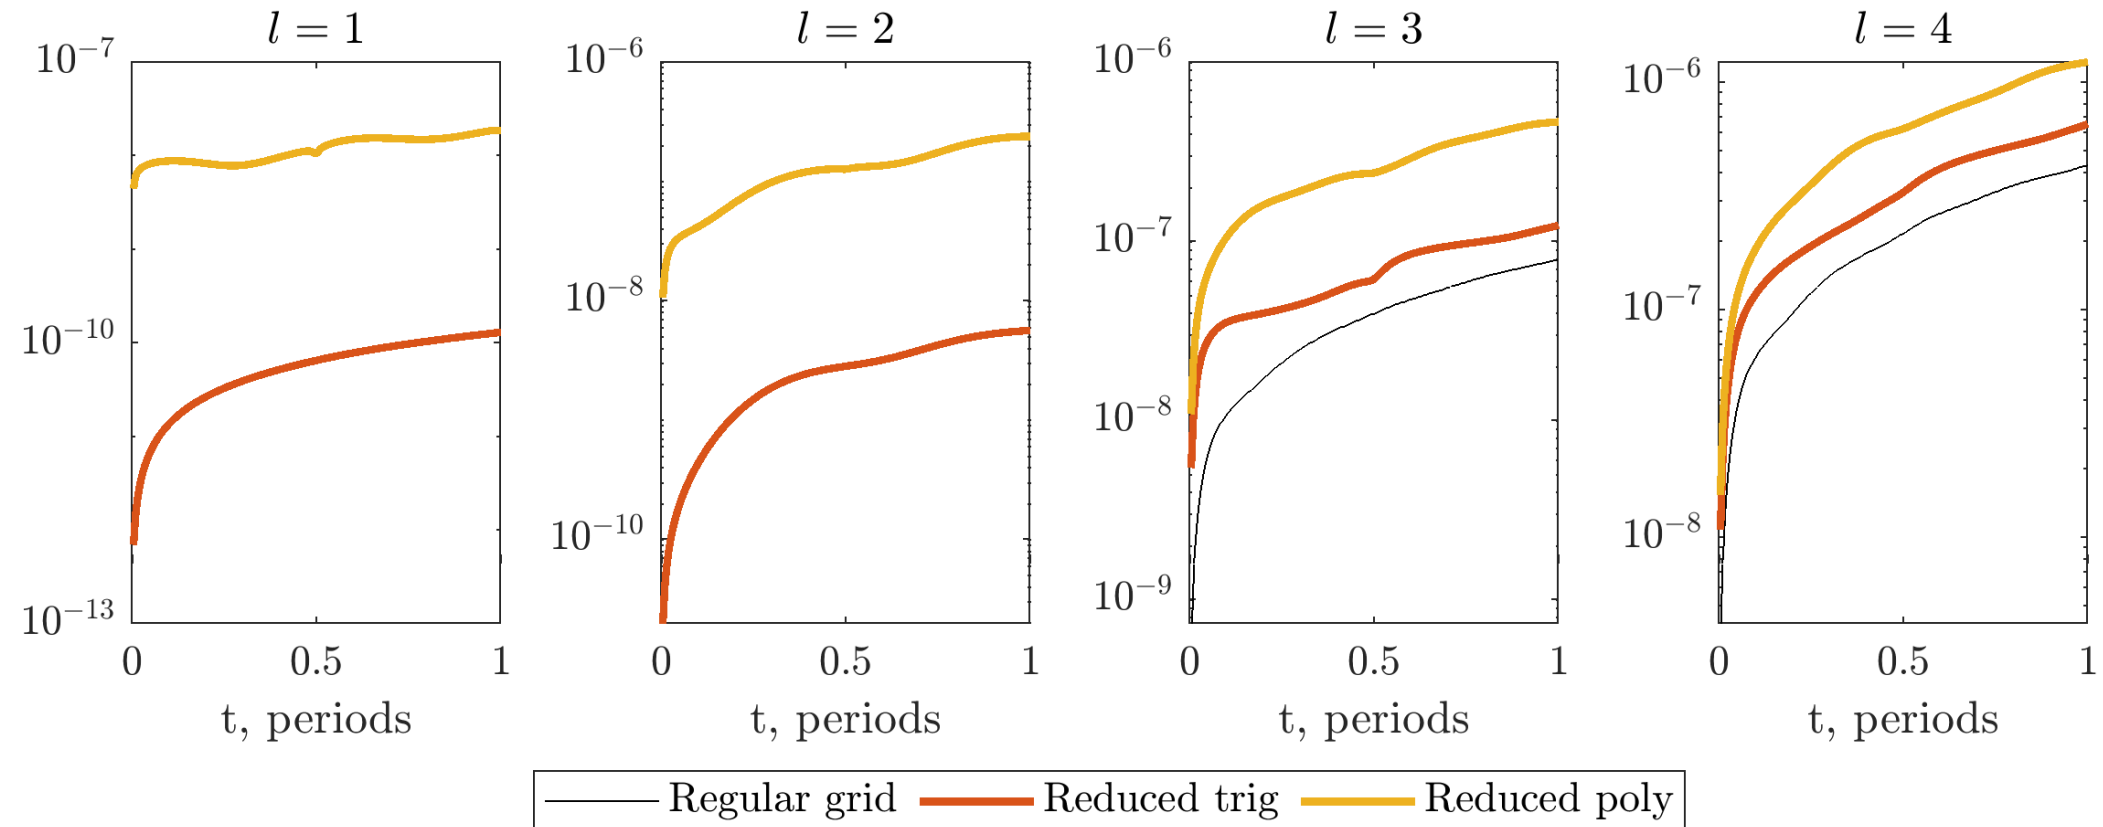 l = 1
10⁻⁷
10⁻¹⁰
10⁻¹³
0 0.5 1
t, periods
l = 2
10⁻⁶
10⁻⁸
10⁻¹⁰
0 0.5 1
t, periods
l = 3
10⁻⁶
10⁻⁷
10⁻⁸
10⁻⁹
0 0.5 1
t, periods
l = 4
10⁻⁶
10⁻⁷
10⁻⁸
0 0.5 1
t, periods
Regular grid Reduced trig Reduced poly